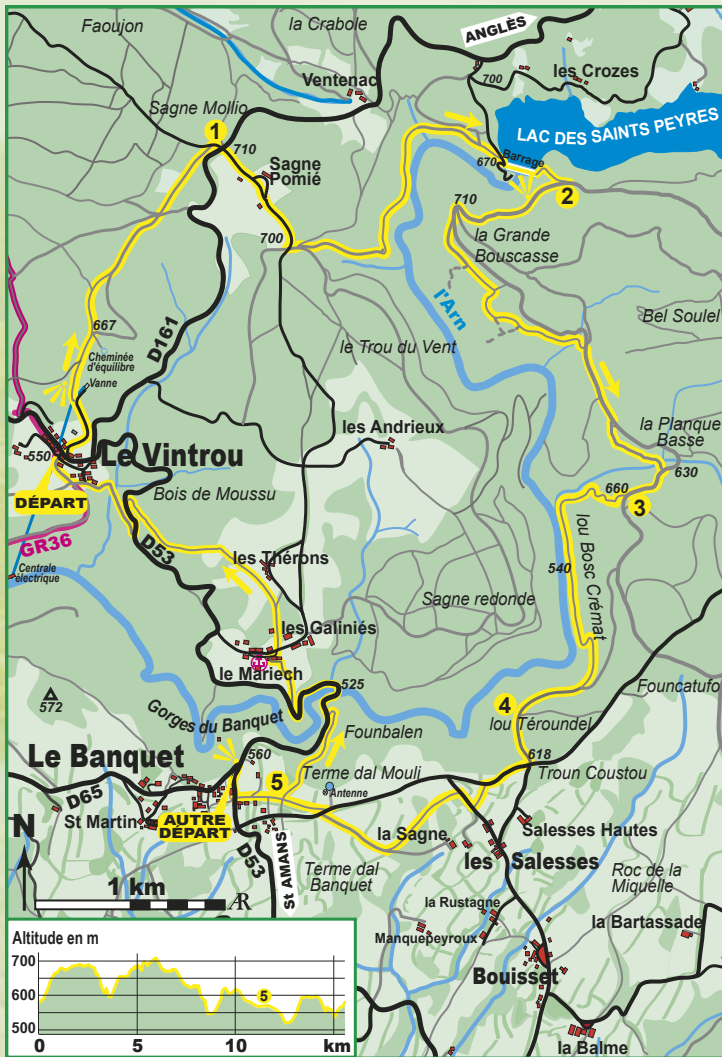 Faoujon
la Crabole
ANGLÈS
Ventenac
700
les Crozes
LAC DES SAINTS PEYRES
Sagne Mollio
1
710
Sagne
Pomié
670
Barrage
2
700
710
la Grande
Bouscasse
l'Arn
Bel Soulel
667
D161
le Trou du Vent
Cheminée
d'équilibre
Vanne
les Andrieux
la Planque
Basse
550
Le Vintrou
630
DÉPART
Bois de Moussu
660
3
GR36
D53
Centrale
électrique
les Thérons
540
lou Bosc Crémat
Sagne redonde
les Galiniés
le Mariech
525
Founcatufo
572
Gorges du Banquet
4
lou Téroundel
Founbalen
Le Banquet
560
618
Terme dal Mouli
Troun Coustou
D65
5
Antenne
St Martin
AUTRE
DÉPART
la Sagne
Salesses Hautes
N
D53
St AMANS
Terme dal
Banquet
les Salesses
Roc de la
Miquelle
1 km
la Rustagne
la Bartassade
Manquepeyroux
Bouisset
Altitude en m
700
600
5
500
0
5
10
km
la Balme